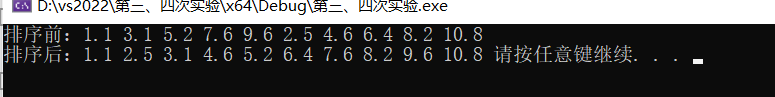 D:\vs2022\第三、四次实验\x64\Debug\第三、四次实验.exe
排序前：1.1 3.1 5.2 7.6 9.6 2.5 4.6 6.4 8.2 10.8
排序后：1.1 2.5 3.1 4.6 5.2 6.4 7.6 8.2 9.6 10.8 请按任意键继续. . .